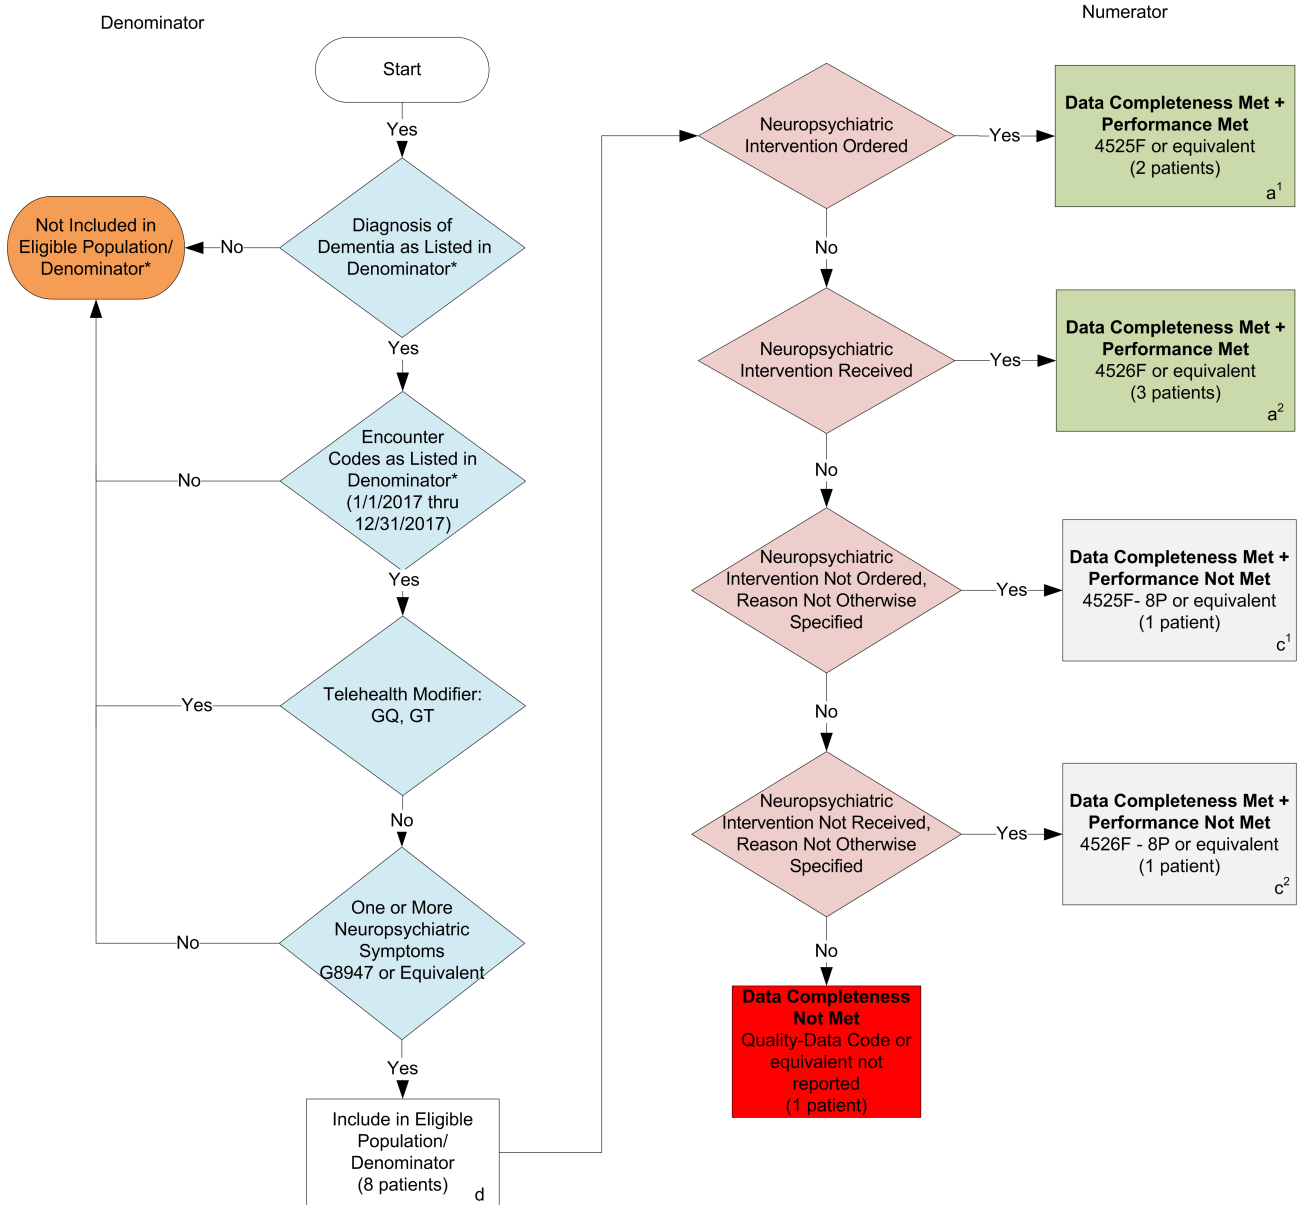 Denominator
Start
Yes
Diagnosis of
Dementia as Listed in
Denominator*
No
Not Included in
Eligible Population/
Denominator*
Yes
Encounter
Codes as Listed in
Denominator*
(1/1/2017 thru
12/31/2017)
No
Yes
Telehealth Modifier:
GQ, GT
Yes
No
One or More
Neuropsychiatric
Symptoms
G8947 or Equivalent
No
Yes
Include in Eligible
Population/
Denominator
(8 patients)
d
Numerator
Neuropsychiatric
Intervention Ordered
Yes
Data Completeness Met +
Performance Met
4525F or equivalent
(2 patients)
a1
No
Neuropsychiatric
Intervention Received
Yes
Data Completeness Met +
Performance Met
4526F or equivalent
(3 patients)
a2
No
Neuropsychiatric
Intervention Not Ordered,
Reason Not Otherwise
Specified
Yes
Data Completeness Met +
Performance Not Met
4525F- 8P or equivalent
(1 patient)
c1
No
Neuropsychiatric
Intervention Not Received,
Reason Not Otherwise
Specified
Yes
Data Completeness Met +
Performance Not Met
4526F - 8P or equivalent
(1 patient)
c2
No
Data Completeness
Not Met
Quality-Data Code or
equivalent not
reported
(1 patient)